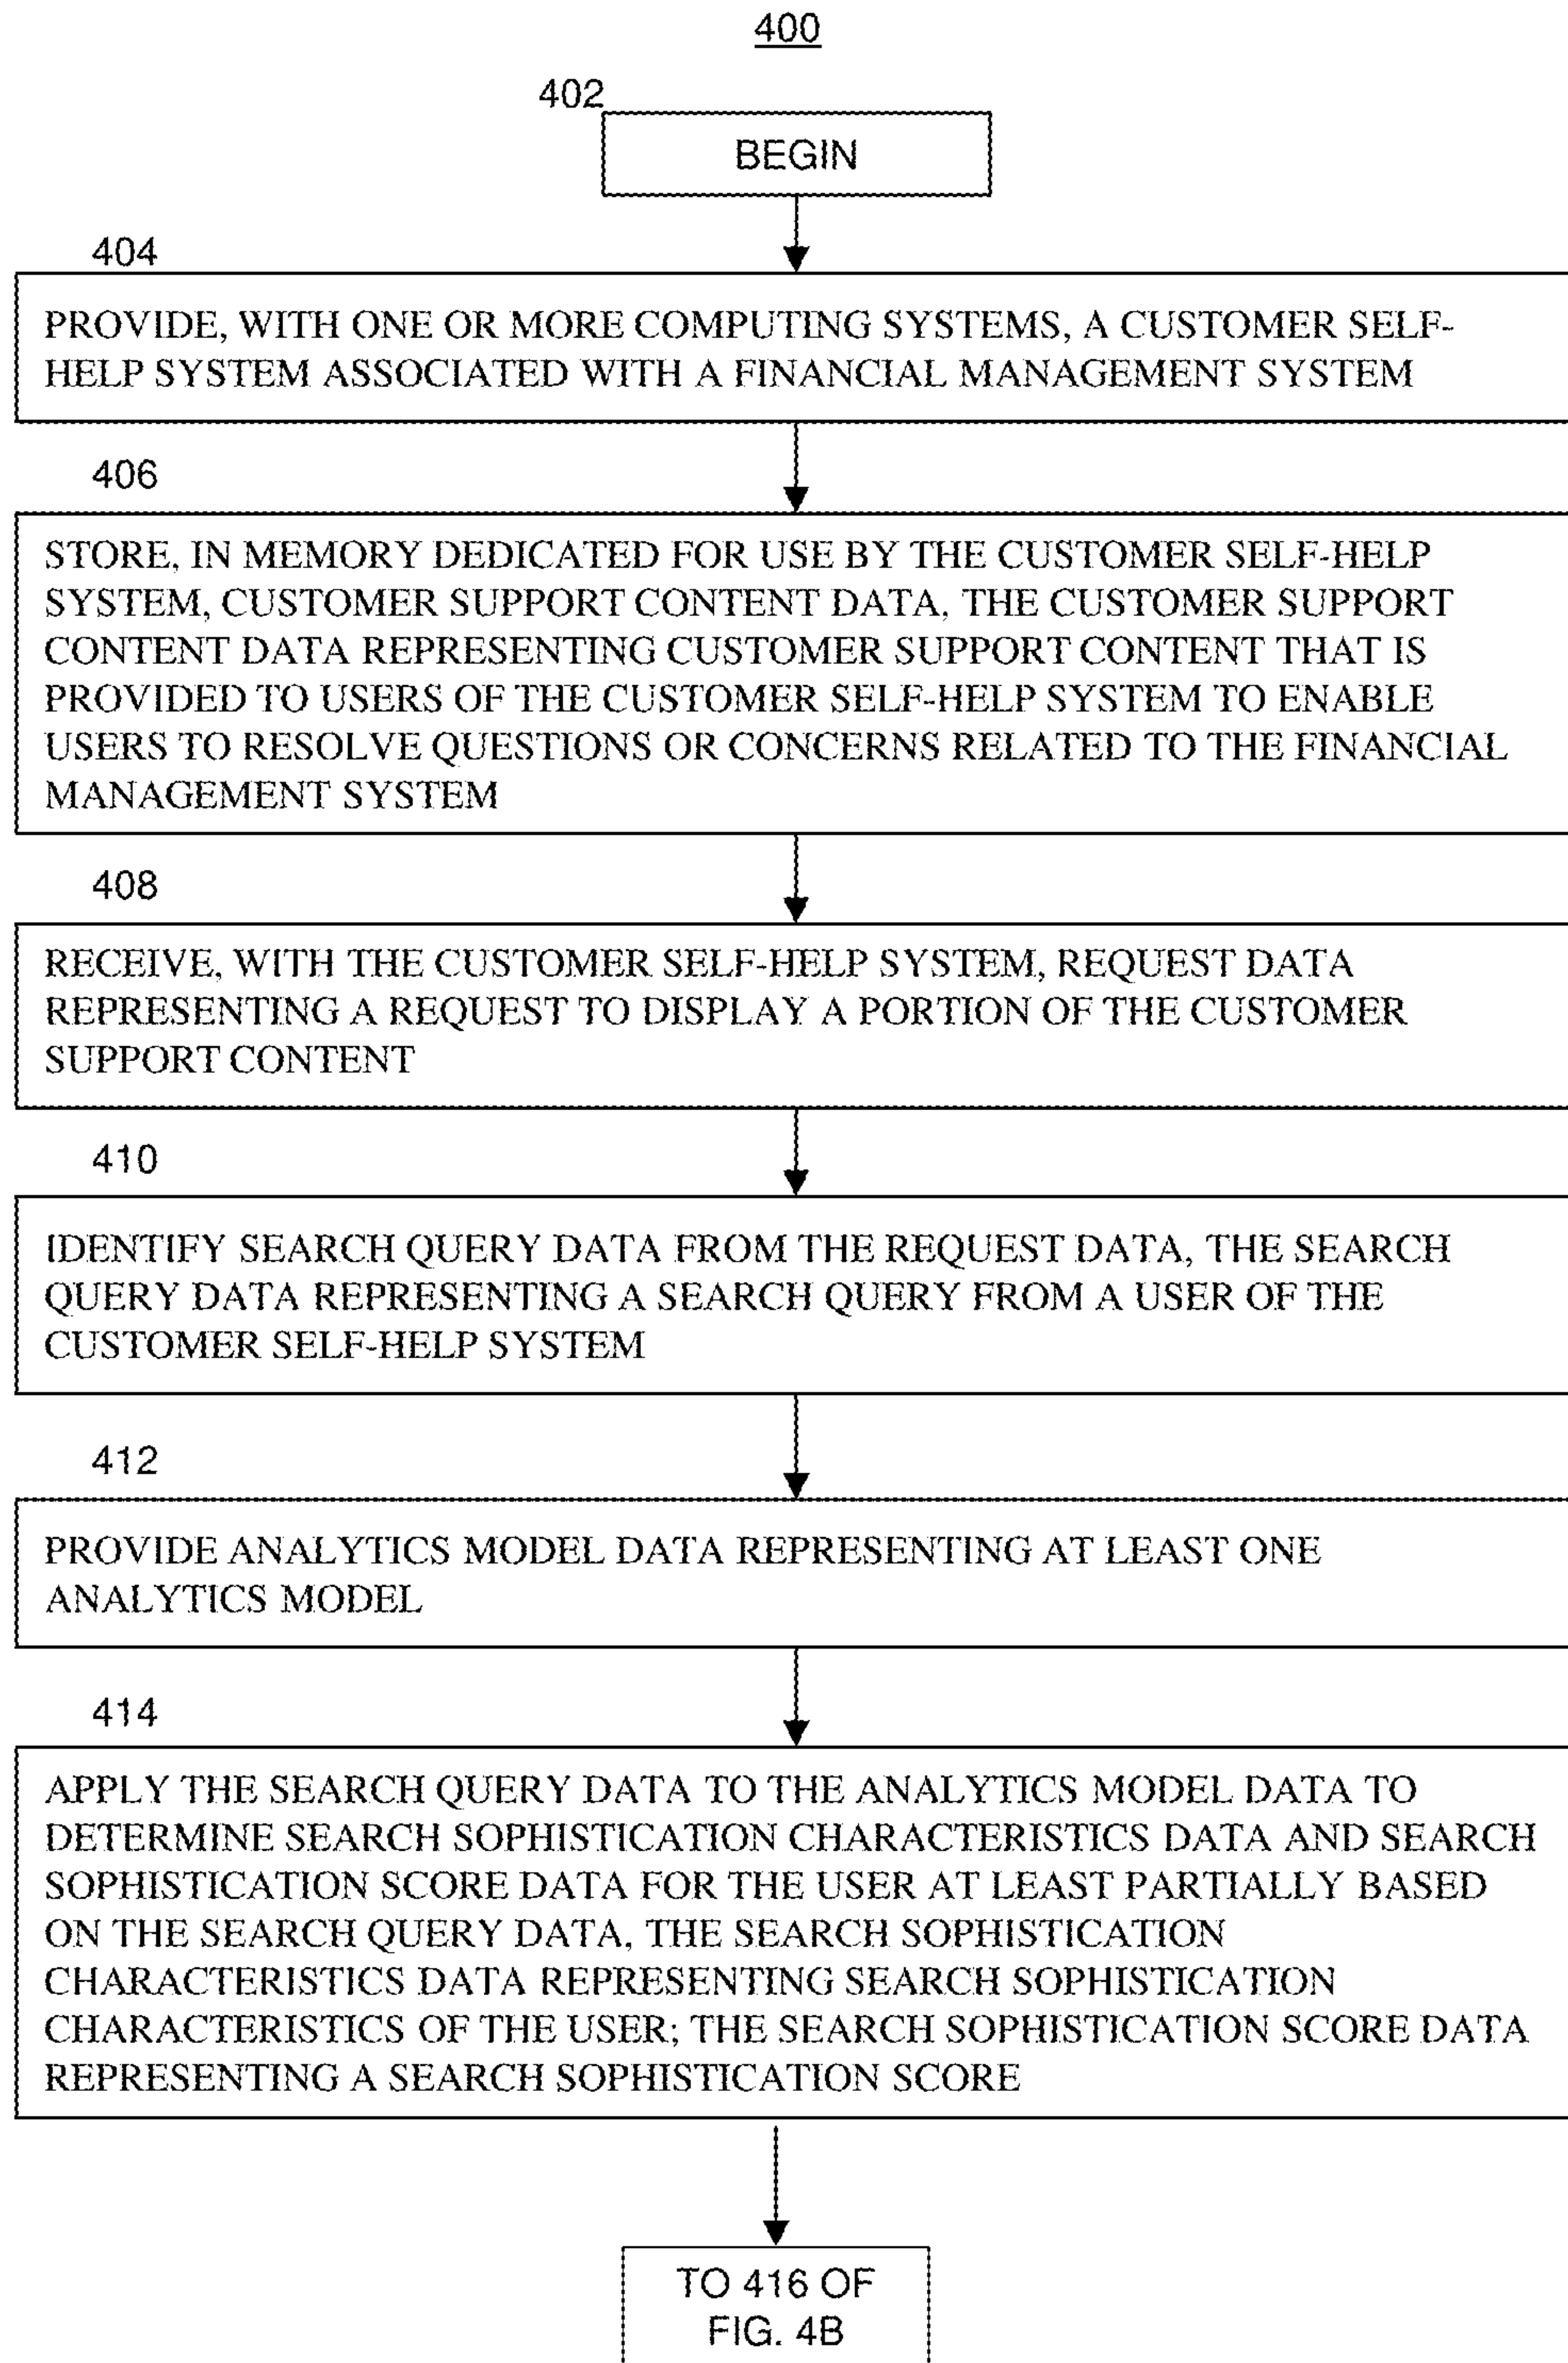 400
402
BEGIN
404
PROVIDE, WITH ONE OR MORE COMPUTING SYSTEMS, A CUSTOMER SELF-
HELP SYSTEM ASSOCIATED WITH A FINANCIAL MANAGEMENT SYSTEM
406
STORE, IN MEMORY DEDICATED FOR USE BY THE CUSTOMER SELF-HELP
SYSTEM, CUSTOMER SUPPORT CONTENT DATA, THE CUSTOMER SUPPORT
CONTENT DATA REPRESENTING CUSTOMER SUPPORT CONTENT THAT IS
PROVIDED TO USERS OF THE CUSTOMER SELF-HELP SYSTEM TO ENABLE
USERS TO RESOLVE QUESTIONS OR CONCERNS RELATED TO THE FINANCIAL
MANAGEMENT SYSTEM
408
RECEIVE, WITH THE CUSTOMER SELF-HELP SYSTEM, REQUEST DATA
REPRESENTING A REQUEST TO DISPLAY A PORTION OF THE CUSTOMER
SUPPORT CONTENT
410
IDENTIFY SEARCH QUERY DATA FROM THE REQUEST DATA, THE SEARCH
QUERY DATA REPRESENTING A SEARCH QUERY FROM A USER OF THE
CUSTOMER SELF-HELP SYSTEM
412
PROVIDE ANALYTICS MODEL DATA REPRESENTING AT LEAST ONE
ANALYTICS MODEL
414
APPLY THE SEARCH QUERY DATA TO THE ANALYTICS MODEL DATA TO
DETERMINE SEARCH SOPHISTICATION CHARACTERISTICS DATA AND SEARCH
SOPHISTICATION SCORE DATA FOR THE USER AT LEAST PARTIALLY BASED
ON THE SEARCH QUERY DATA, THE SEARCH SOPHISTICATION
CHARACTERISTICS DATA REPRESENTING SEARCH SOPHISTICATION
CHARACTERISTICS OF THE USER; THE SEARCH SOPHISTICATION SCORE DATA
REPRESENTING A SEARCH SOPHISTICATION SCORE
TO 416 OF
FIG. 4B